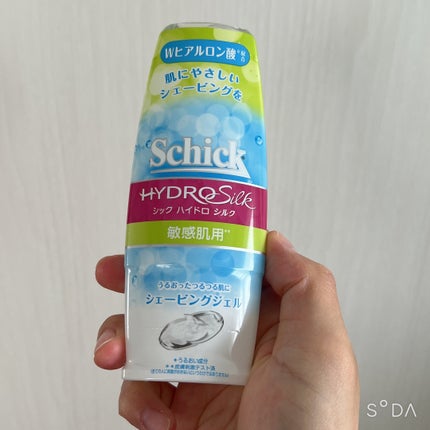 Wヒアルロン酸*配合
肌にやさしい
シェービングを
Schick
HYDRO Silk
シック ハイドロ シルク
敏感肌用**
うるおったつるつる肌に
シェービングジェル
*うるおい成分
**皮膚刺激テスト済
S°DA